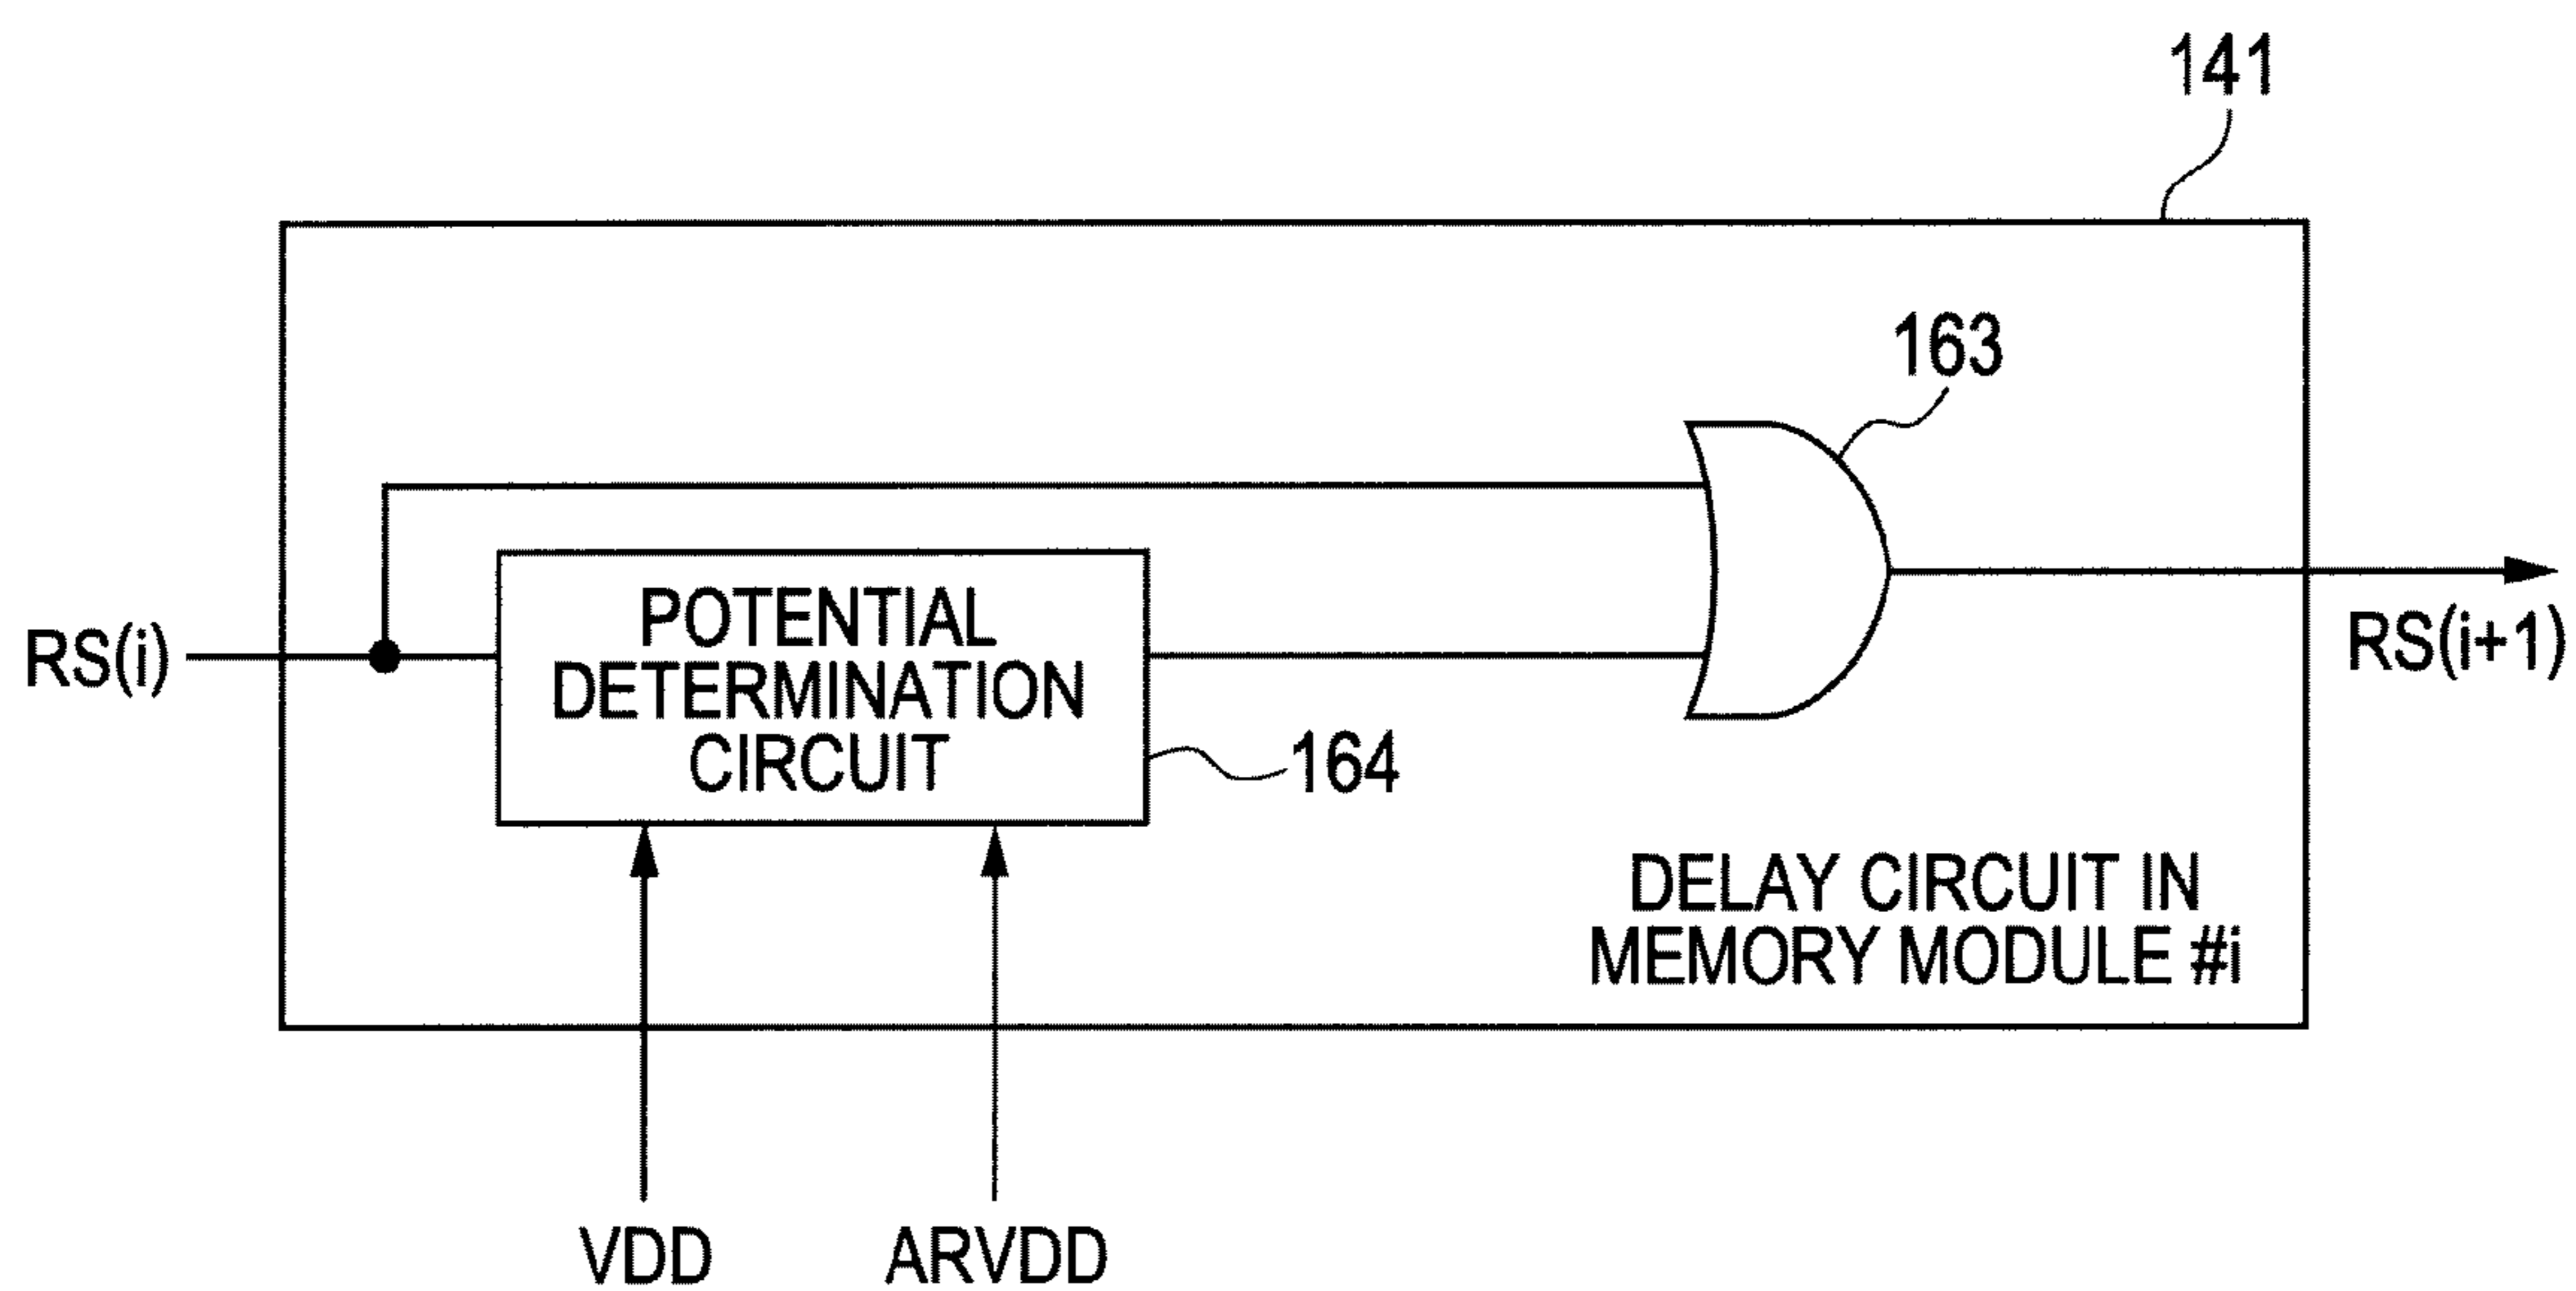 141
163
POTENTIAL
DETERMINATION
CIRCUIT
RS(i)
RS(i+1)
164
DELAY CIRCUIT IN
MEMORY MODULE #i
VDD
ARVDD